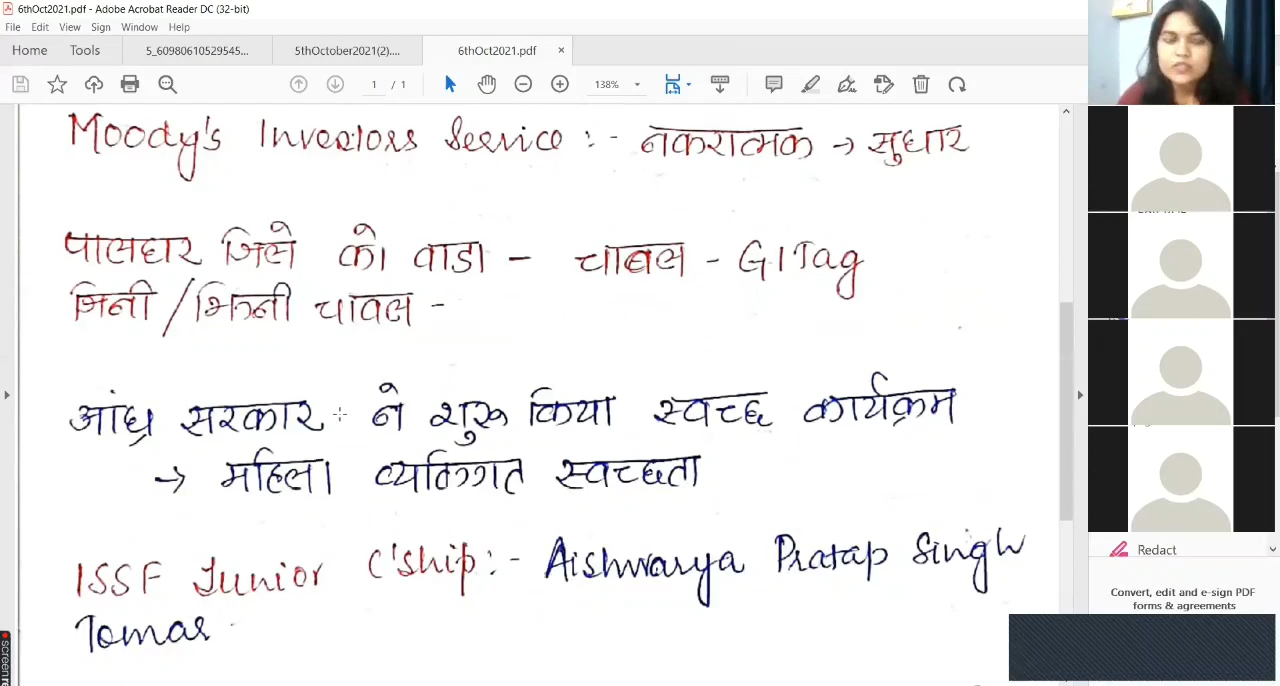 6thOct2021.pdf - Adobe Acrobat Reader DC (32-bit)
File Edit View Sign Window Help
Home Tools 5_60980610529545... 5thOctober2021(2).... 6thOct2021.pdf ×
1 / 1 138%
Moody's Investors Service :- नकरात्मक → सुधार
पालघर जिले को वाडा - चाबल - GI Tag
जिनी / झिनी चावल -
आंध्र सरकार ने शुरू किया स्वच्छ कार्यक्रम
→ महिला व्यक्तिगत स्वच्छता
ISSF Junior C'ship :- Aishwarya Pratap Singh
Tomar
Redact
Convert, edit and e-sign PDF
forms & agreements